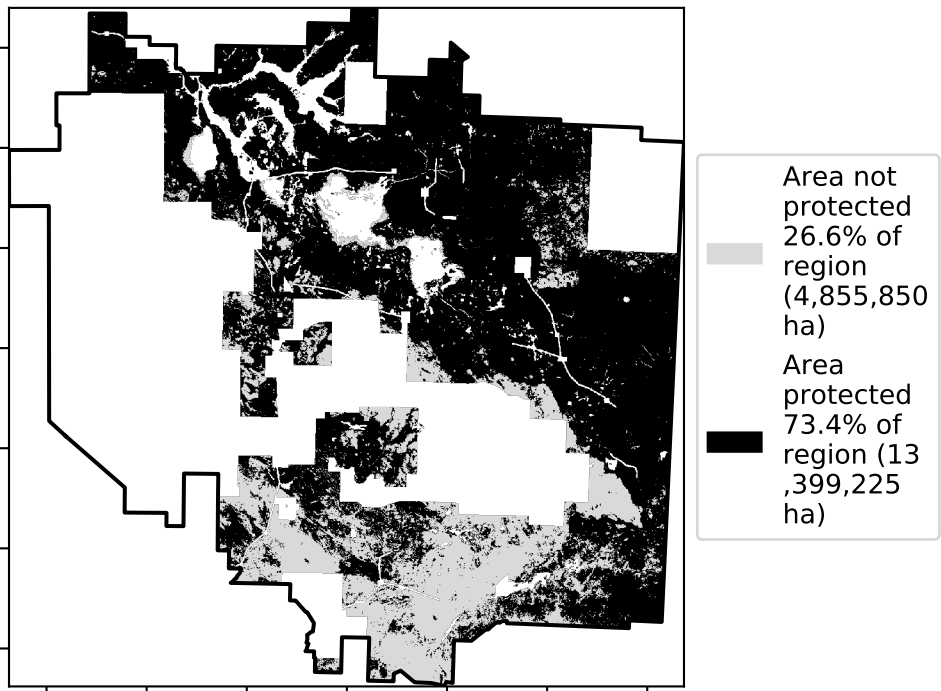 Area not
protected
26.6% of
region
(4,855,850
ha)
Area
protected
73.4% of
region (13
,399,225
ha)